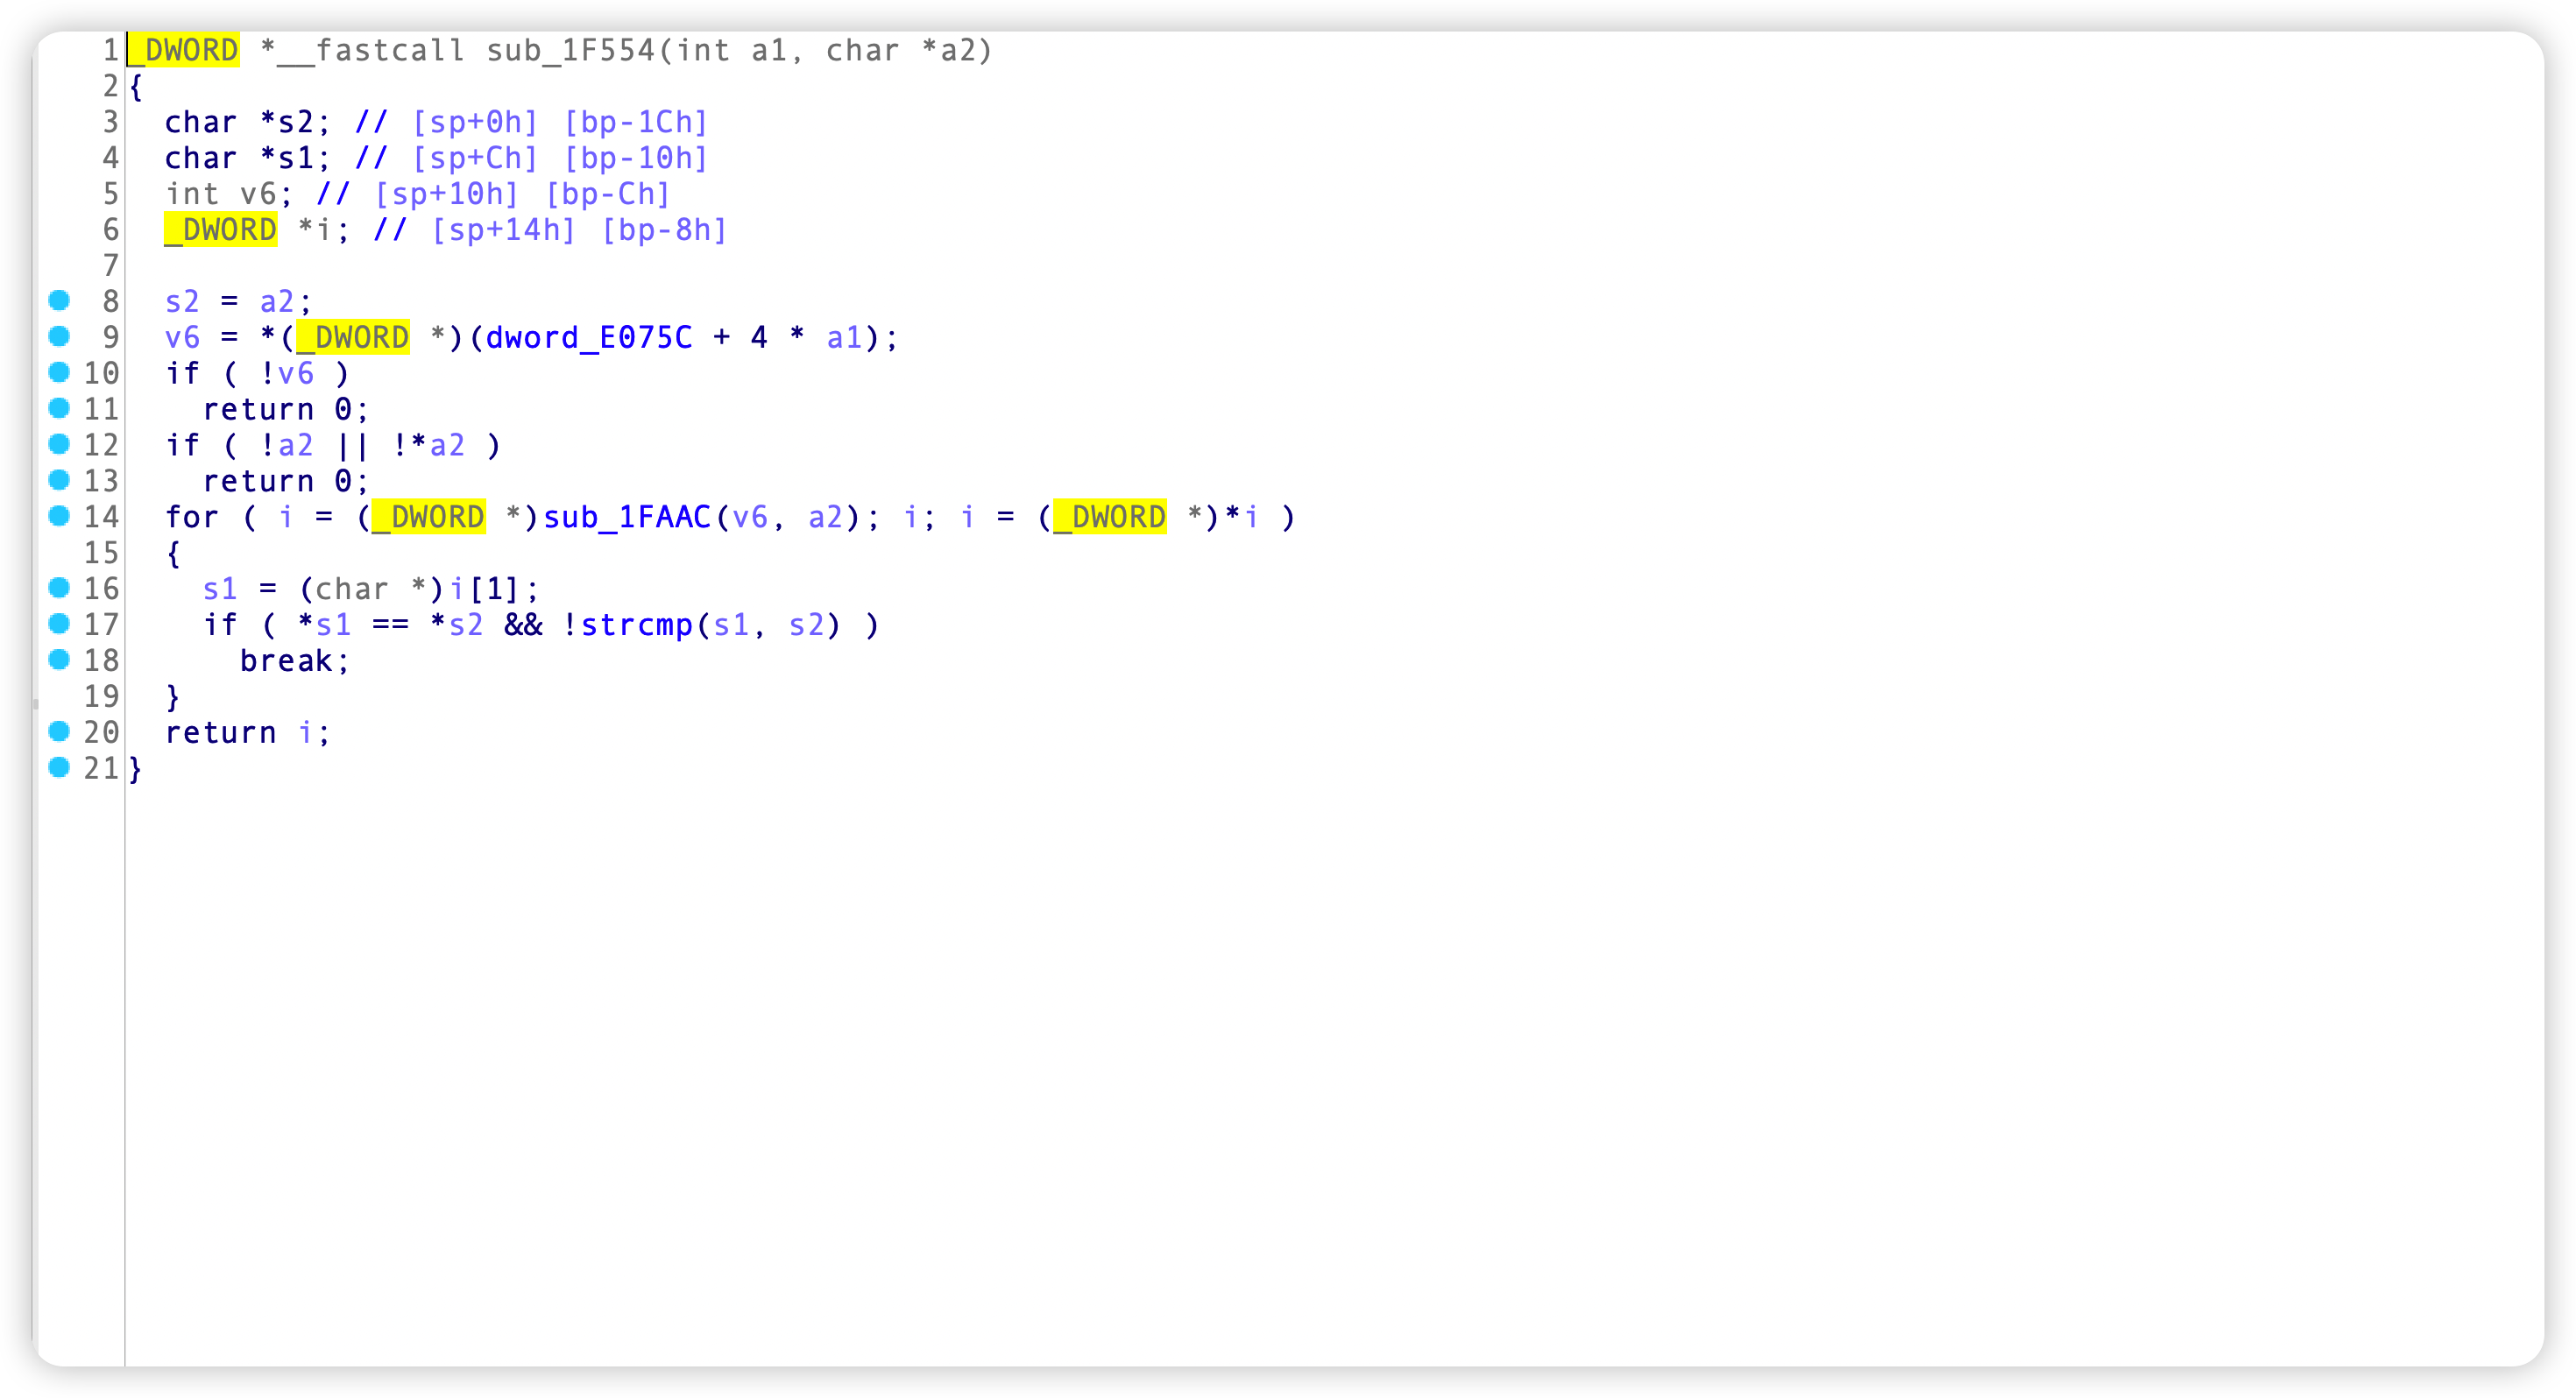 1 _DWORD *__fastcall sub_1F554(int a1, char *a2)
2 {
3   char *s2; // [sp+0h] [bp-1Ch]
4   char *s1; // [sp+Ch] [bp-10h]
5   int v6; // [sp+10h] [bp-Ch]
6   _DWORD *i; // [sp+14h] [bp-8h]
7
8   s2 = a2;
9   v6 = *(_DWORD *)(dword_E075C + 4 * a1);
10   if ( !v6 )
11     return 0;
12   if ( !a2 || !*a2 )
13     return 0;
14   for ( i = (_DWORD *)sub_1FAAC(v6, a2); i; i = (_DWORD *)*i )
15   {
16     s1 = (char *)i[1];
17     if ( *s1 == *s2 && !strcmp(s1, s2) )
18       break;
19   }
20   return i;
21 }